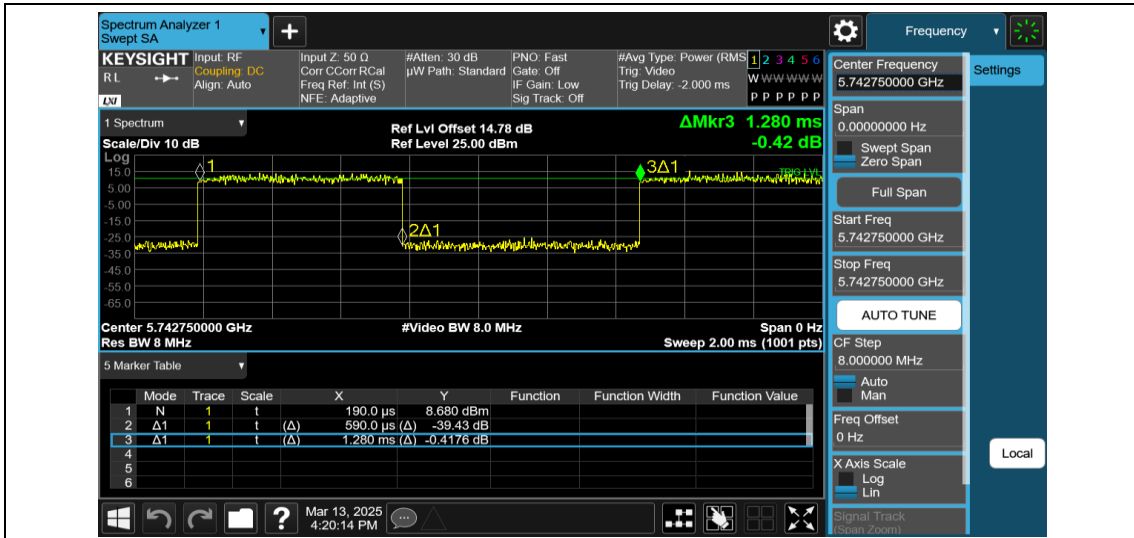 Spectrum Analyzer 1
Swept SA
Frequency
KEYSIGHT
RL
LXI
Input: RF
Coupling: DC
Align: Auto
Input Z: 50 Ω
Corr CCorr RCal
Freq Ref: Int (S)
NFE: Adaptive
#Atten: 30 dB
µW Path: Standard
PNO: Fast
Gate: Off
IF Gain: Low
Sig Track: Off
#Avg Type: Power (RMS
Trig: Video
Trig Delay: -2.000 ms
1 2 3 4 5 6
W W W W W W
P P P P P P
1 Spectrum
Scale/Div 10 dB
Ref Lvl Offset 14.78 dB
Ref Level 25.00 dBm
ΔMkr3 1.280 ms
-0.42 dB
Log
15.0
5.00
-5.00
-15.0
-25.0
-35.0
-45.0
-55.0
-65.0
1
2Δ1
3Δ1
TRIG LVL
Center 5.742750000 GHz
#Video BW 8.0 MHz
Span 0 Hz
Res BW 8 MHz
Sweep 2.00 ms (1001 pts)
5 Marker Table
Mode Trace Scale X Y Function Function Width Function Value
1 N 1 t 190.0 µs 8.680 dBm
2 Δ1 1 t (Δ) 590.0 µs (Δ) -39.43 dB
3 Δ1 1 t (Δ) 1.280 ms (Δ) -0.4176 dB
4
5
6
Mar 13, 2025
4:20:14 PM
Center Frequency
5.742750000 GHz
Settings
Span
0.00000000 Hz
Swept Span
Zero Span
Full Span
Start Freq
5.742750000 GHz
Stop Freq
5.742750000 GHz
AUTO TUNE
CF Step
8.000000 MHz
Auto
Man
Freq Offset
0 Hz
X Axis Scale
Log
Lin
Signal Track
(Span Zoom)
Local